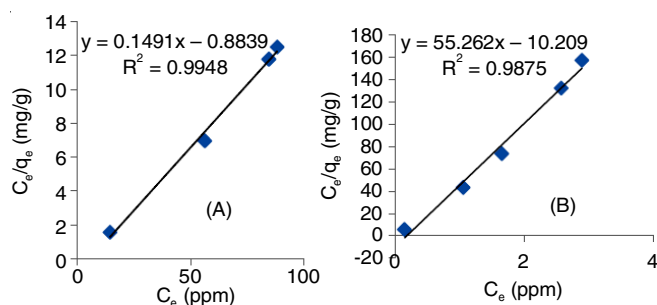 14
12
10
8
6
4
2
0
y = 0.1491x – 0.8839
R² = 0.9948
(A)
Cₑ/qₑ (mg/g)
0 50 100
Cₑ (ppm)
180
160
140
120
100
80
60
40
20
0
-20
y = 55.262x – 10.209
R² = 0.9875
(B)
Cₑ/qₑ (mg/g)
0 2 4
Cₑ (ppm)